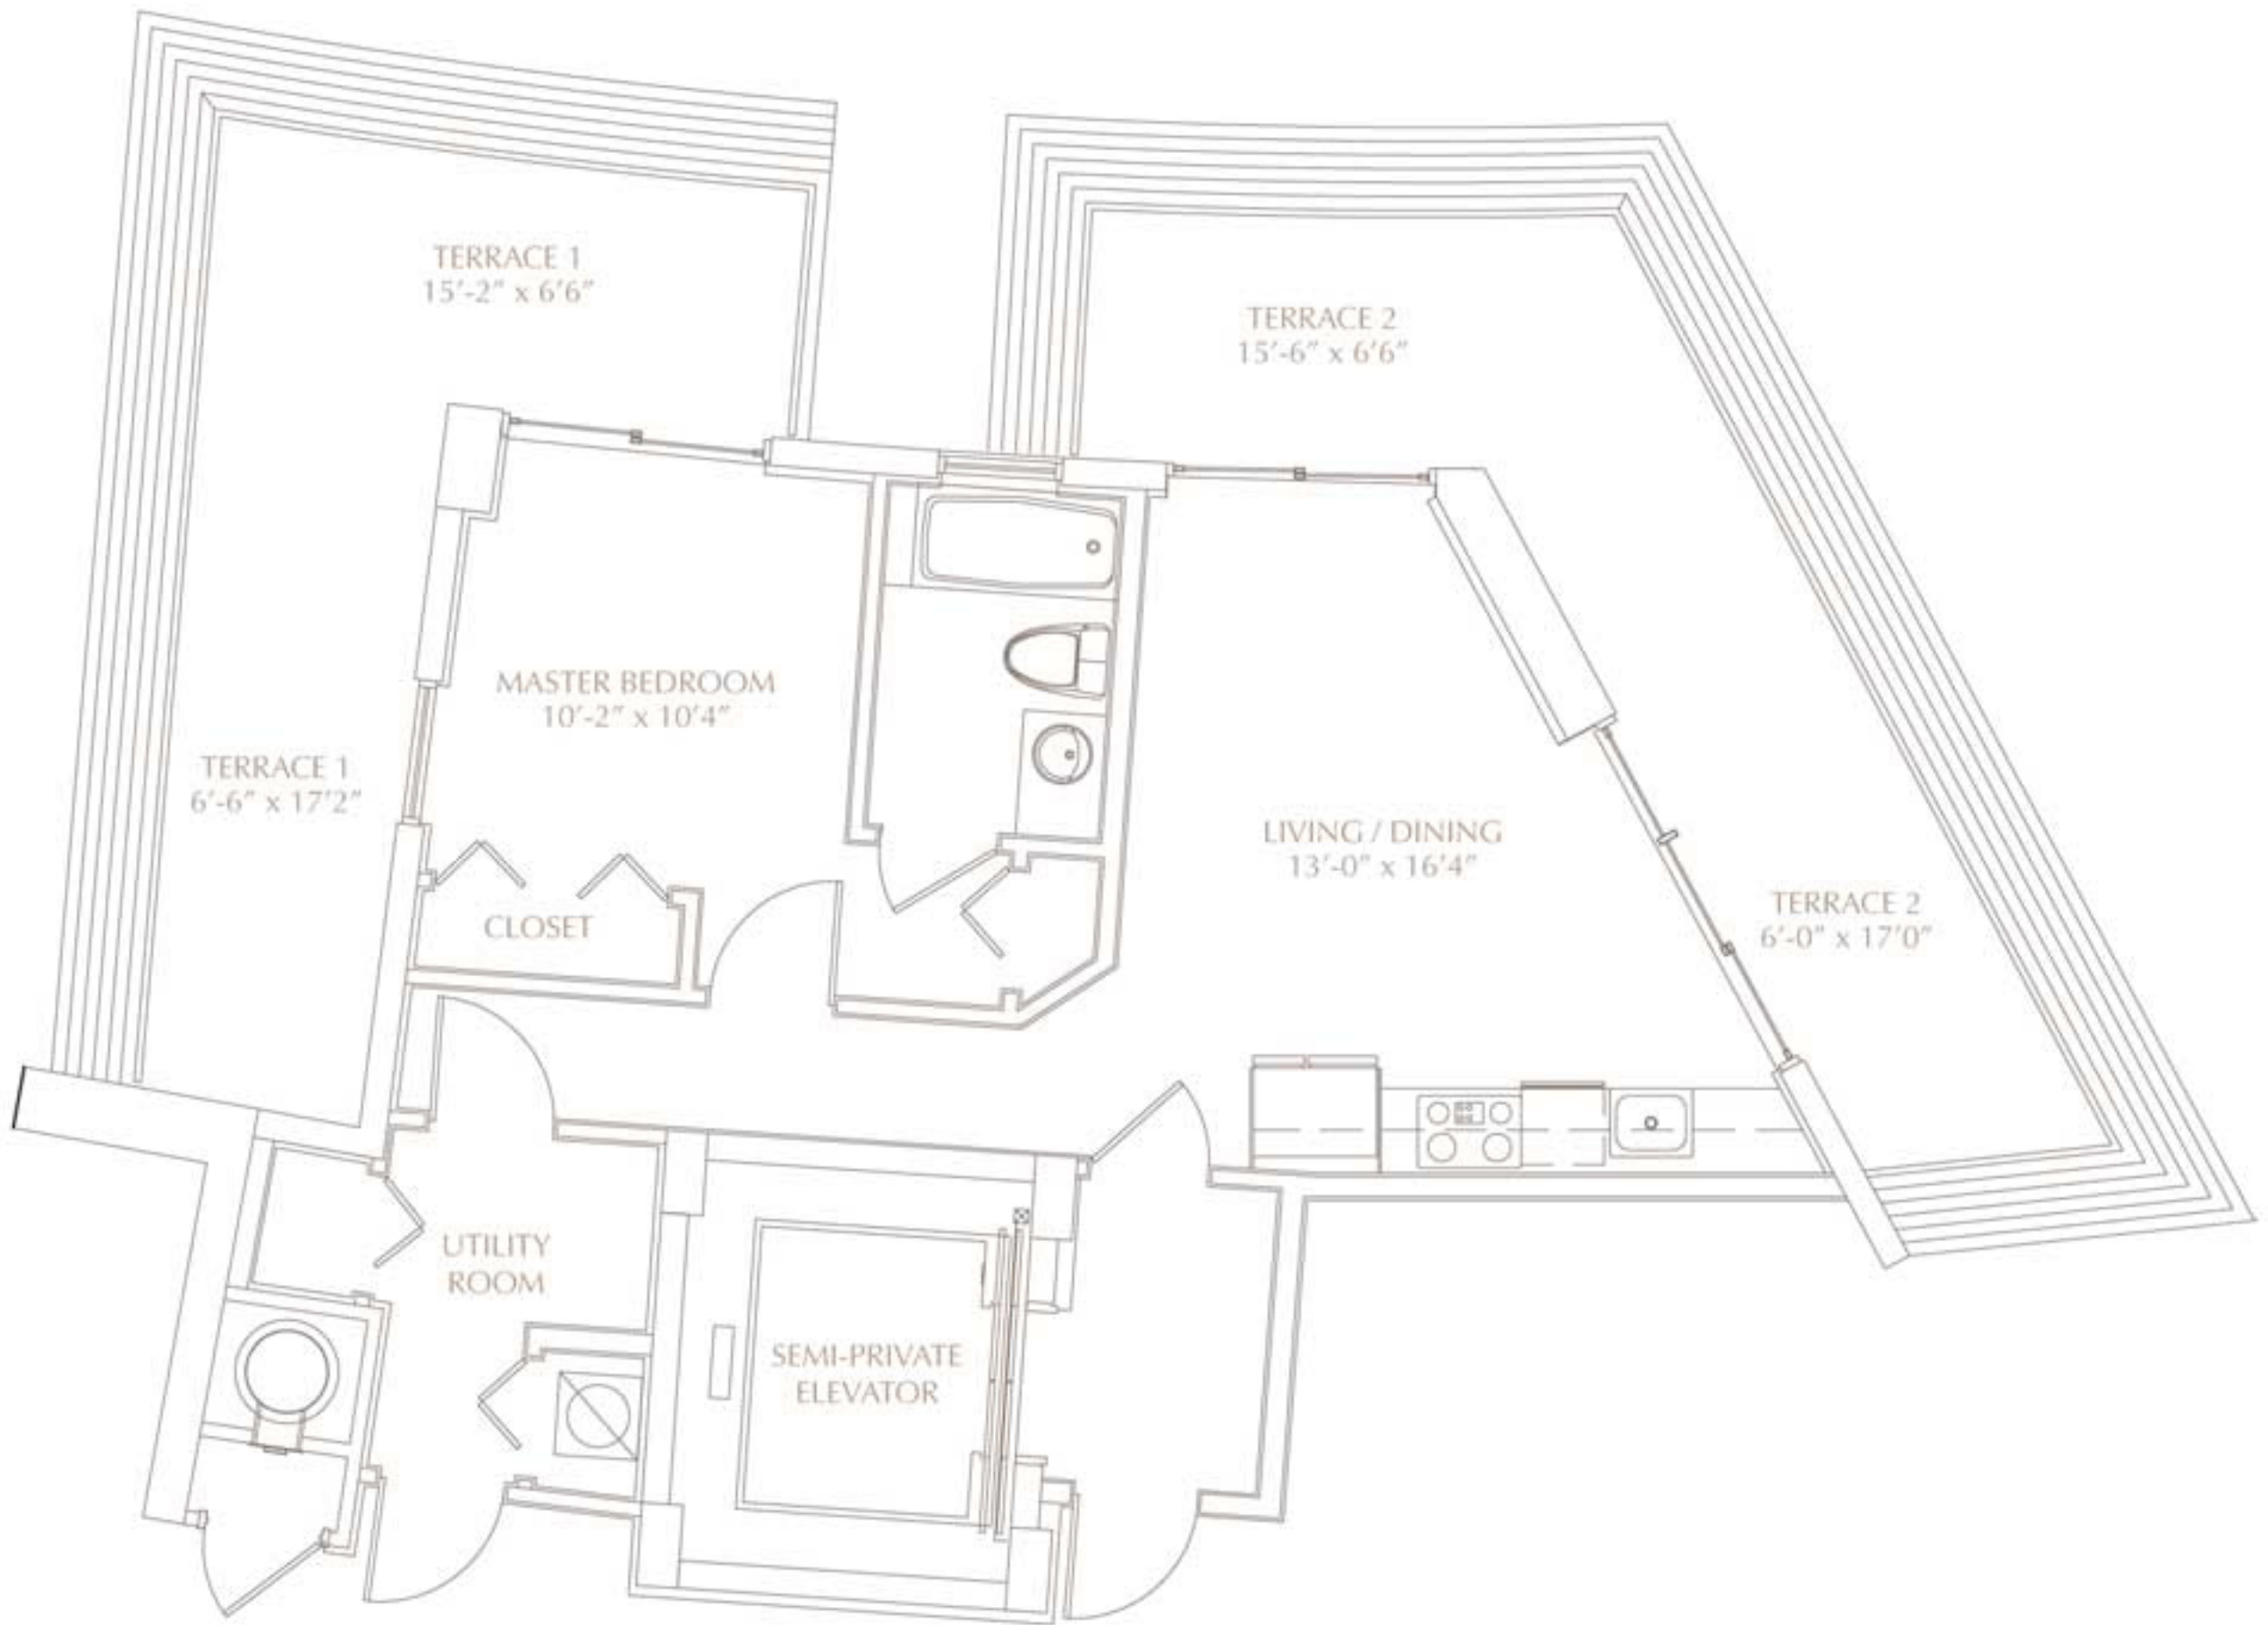 TERRACE 1
15'-2" x 6'6"
TERRACE 2
15'-6" x 6'6"
MASTER BEDROOM
10'-2" x 10'4"
TERRACE 1
6'-6" x 17'2"
LIVING / DINING
13'-0" x 16'4"
CLOSET
TERRACE 2
6'-0" x 17'0"
UTILITY
ROOM
SEMI-PRIVATE
ELEVATOR